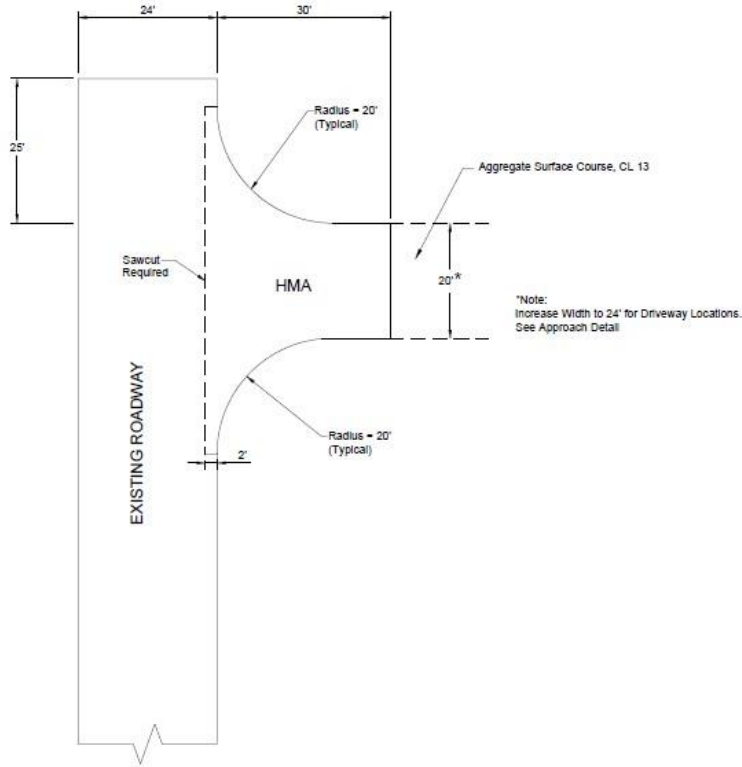 24'
30'
Radius = 20'
(Typical)
25'
Aggregate Surface Course, CL 13
Sawcut
Required
HMA
20'*
*Note:
Increase Width to 24' for Driveway Locations.
See Approach Detail
EXISTING ROADWAY
Radius = 20'
(Typical)
2'